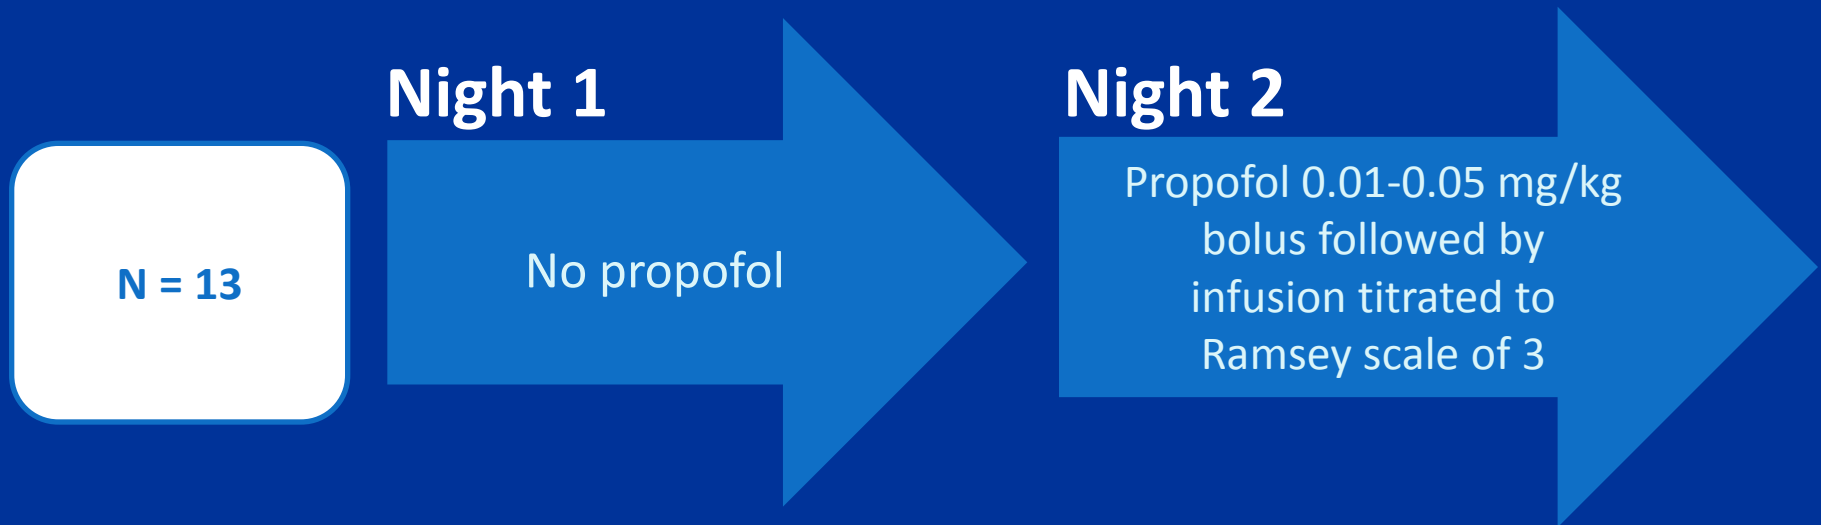 N = 13
Night 1
No propofol
Night 2
Propofol 0.01-0.05 mg/kg
bolus followed by
infusion titrated to
Ramsey scale of 3